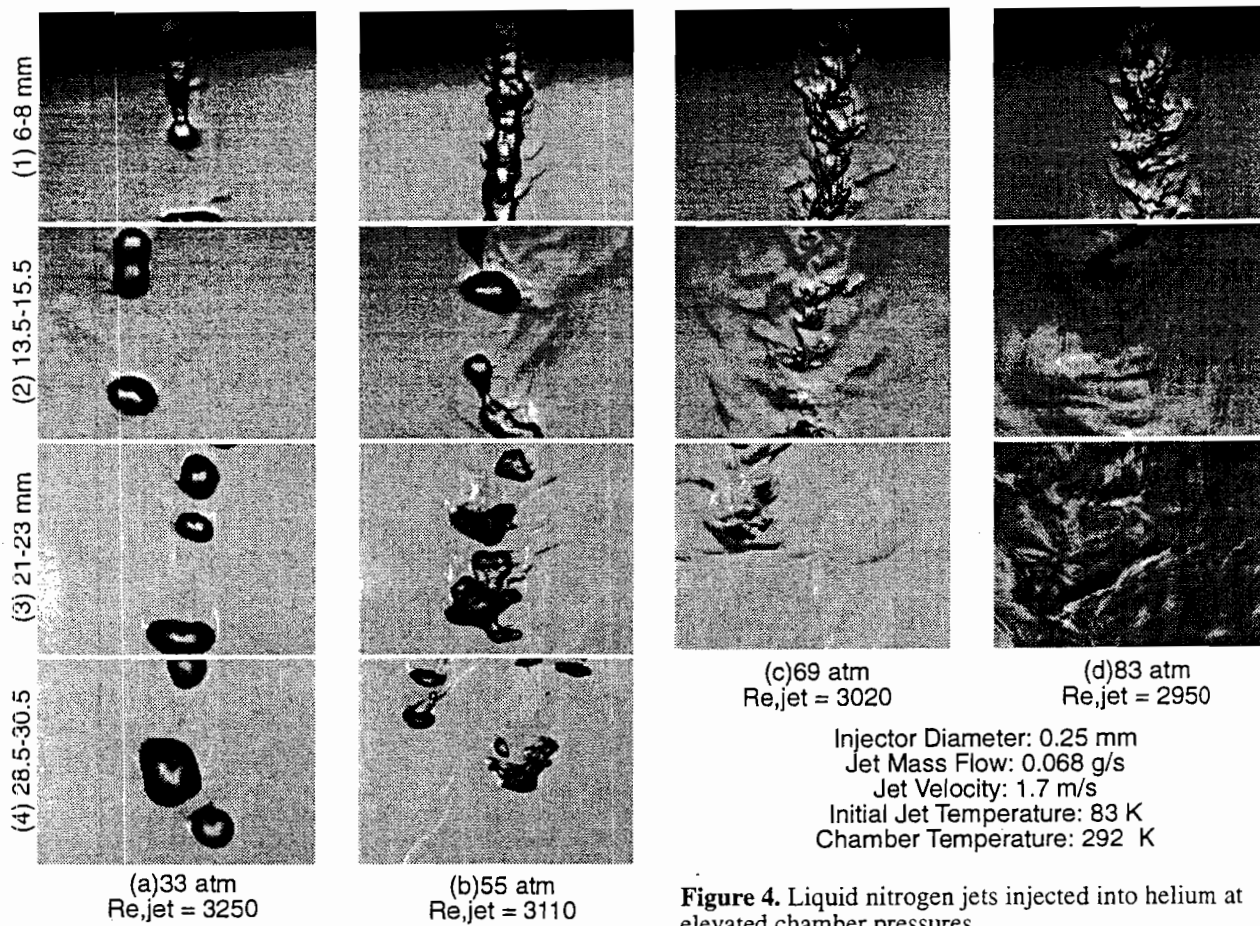 (1) 6-8 mm
(2) 13.5-15.5
(3) 21-23 mm
(4) 28.5-30.5
(a)33 atm
Re,jet = 3250
(b)55 atm
Re,jet = 3110
(c)69 atm
Re,jet = 3020
(d)83 atm
Re,jet = 2950
Injector Diameter: 0.25 mm
Jet Mass Flow: 0.068 g/s
Jet Velocity: 1.7 m/s
Initial Jet Temperature: 83 K
Chamber Temperature: 292 K
Figure 4. Liquid nitrogen jets injected into helium at
elevated chamber pressures